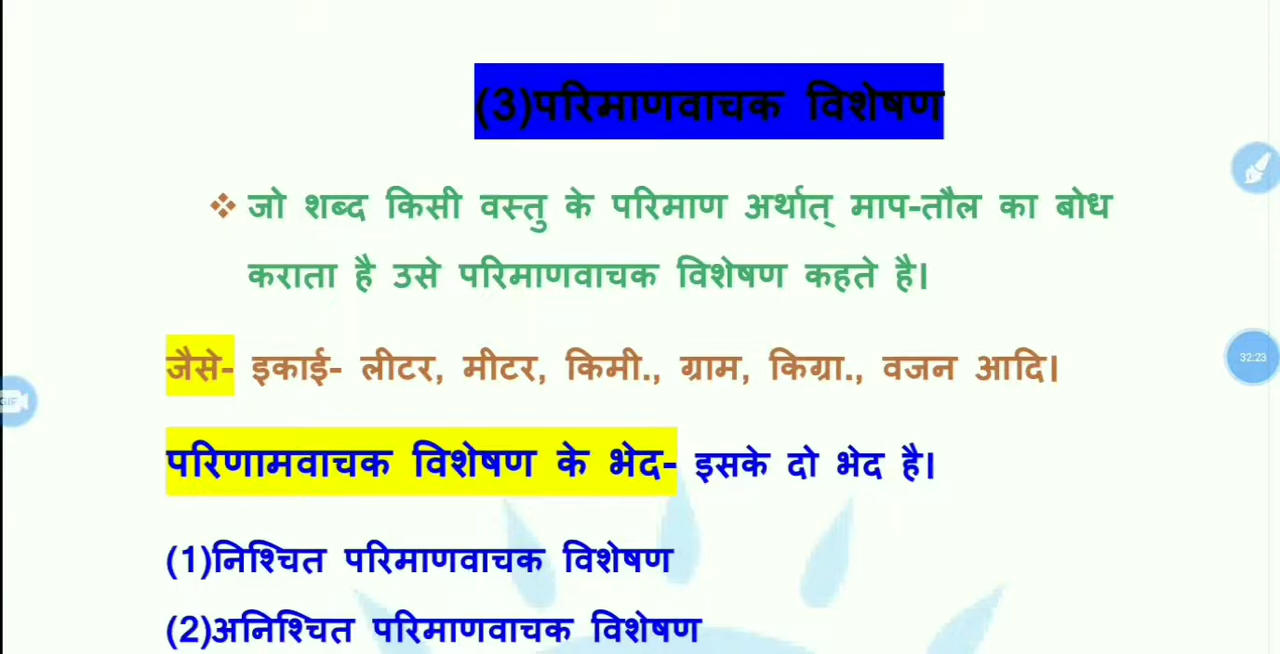 (3)परिमाणवाचक विशेषण
❖ जो शब्द किसी वस्तु के परिमाण अर्थात् माप-तौल का बोध
कराता है उसे परिमाणवाचक विशेषण कहते है।
जैसे- इकाई- लीटर, मीटर, किमी., ग्राम, किग्रा., वजन आदि।
परिणामवाचक विशेषण के भेद- इसके दो भेद है।
(1)निश्चित परिमाणवाचक विशेषण
(2)अनिश्चित परिमाणवाचक विशेषण
32:23
GIF